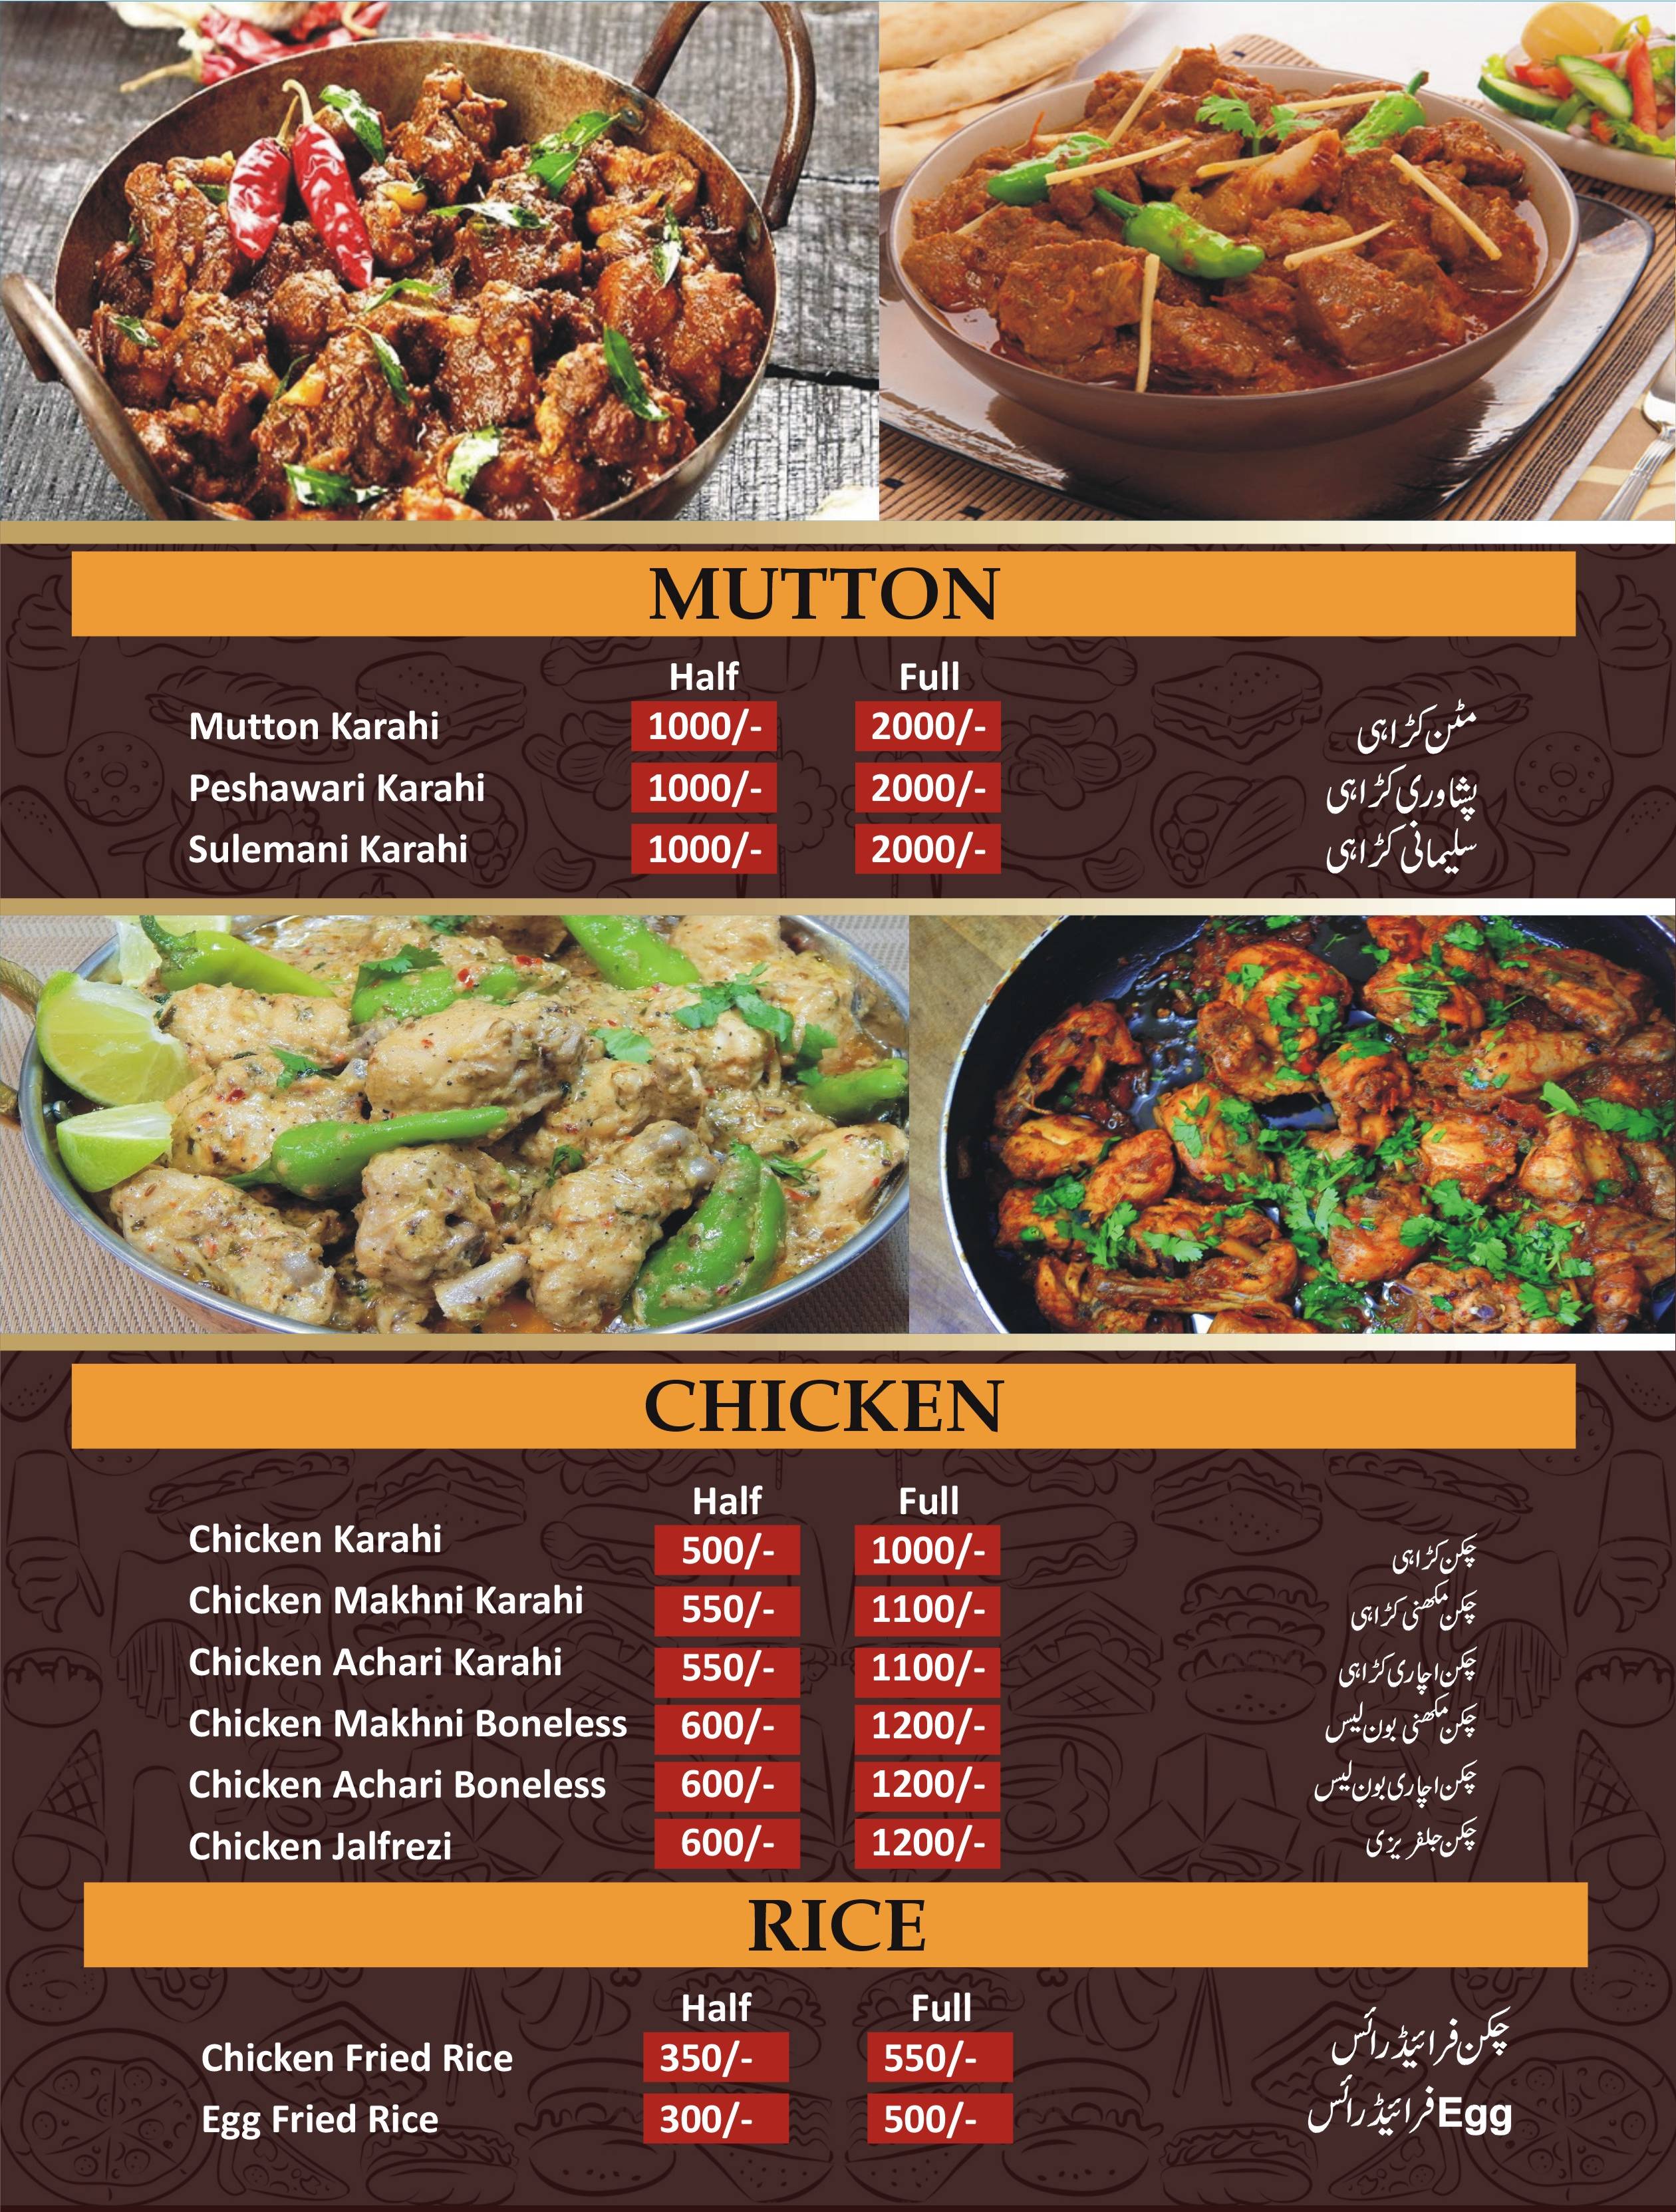 MUTTON
Half Full
Mutton Karahi 1000/- 2000/- مٹن کڑاہی
Peshawari Karahi 1000/- 2000/- پشاوری کڑاہی
Sulemani Karahi 1000/- 2000/- سلیمانی کڑاہی
CHICKEN
Half Full
Chicken Karahi 500/- 1000/- چکن کڑاہی
Chicken Makhni Karahi 550/- 1100/- چکن مکھنی کڑاہی
Chicken Achari Karahi 550/- 1100/- چکن اچاری کڑاہی
Chicken Makhni Boneless 600/- 1200/- چکن مکھنی بون لیس
Chicken Achari Boneless 600/- 1200/- چکن اچاری بون لیس
Chicken Jalfrezi 600/- 1200/- چکن جلفریزی
RICE
Half Full
Chicken Fried Rice 350/- 550/- چکن فرائیڈ رائس
Egg Fried Rice 300/- 500/- Egg فرائیڈ رائس